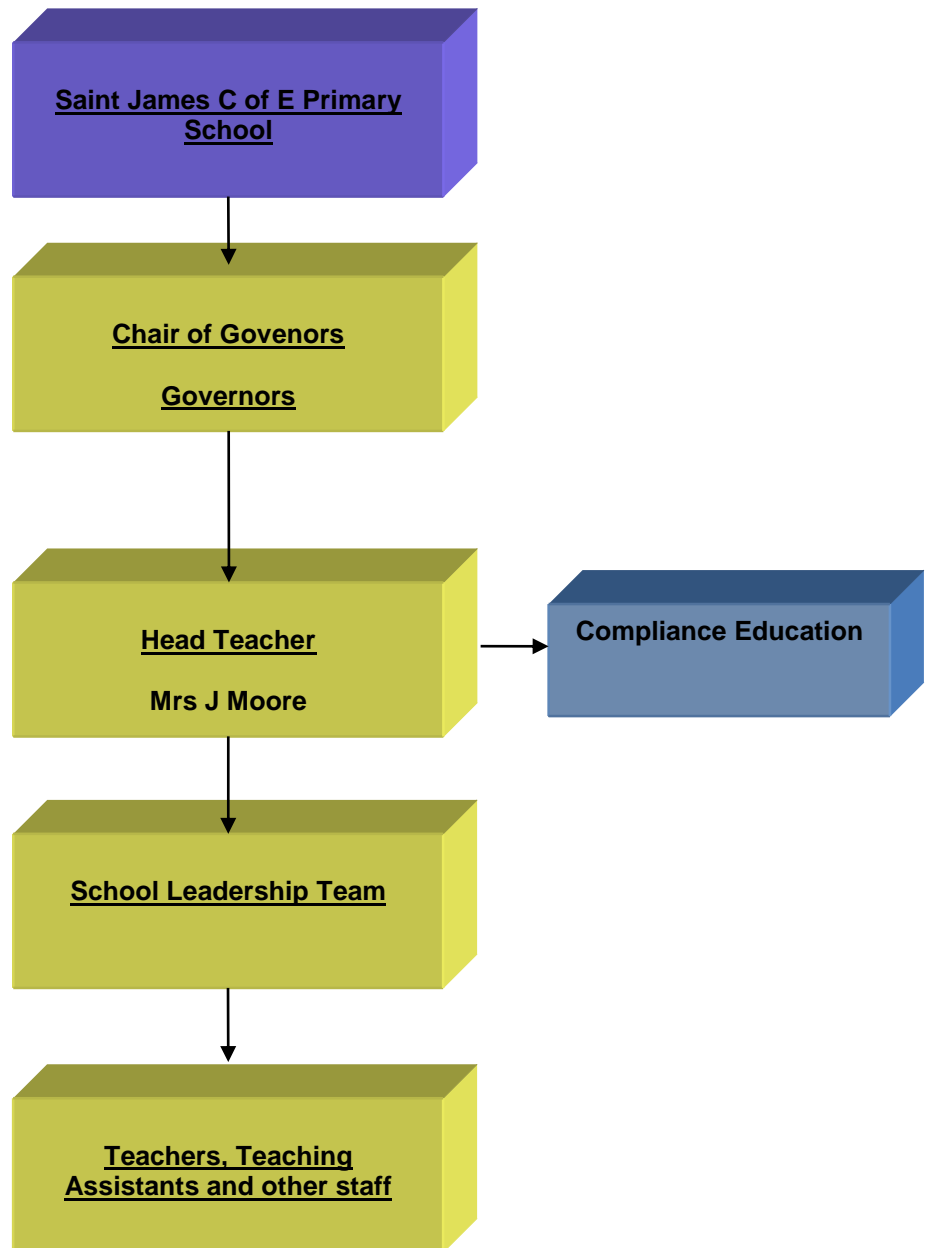 Saint James C of E Primary
School
Chair of Govenors
Governors
Head Teacher
Mrs J Moore
Compliance Education
School Leadership Team
Teachers, Teaching
Assistants and other staff